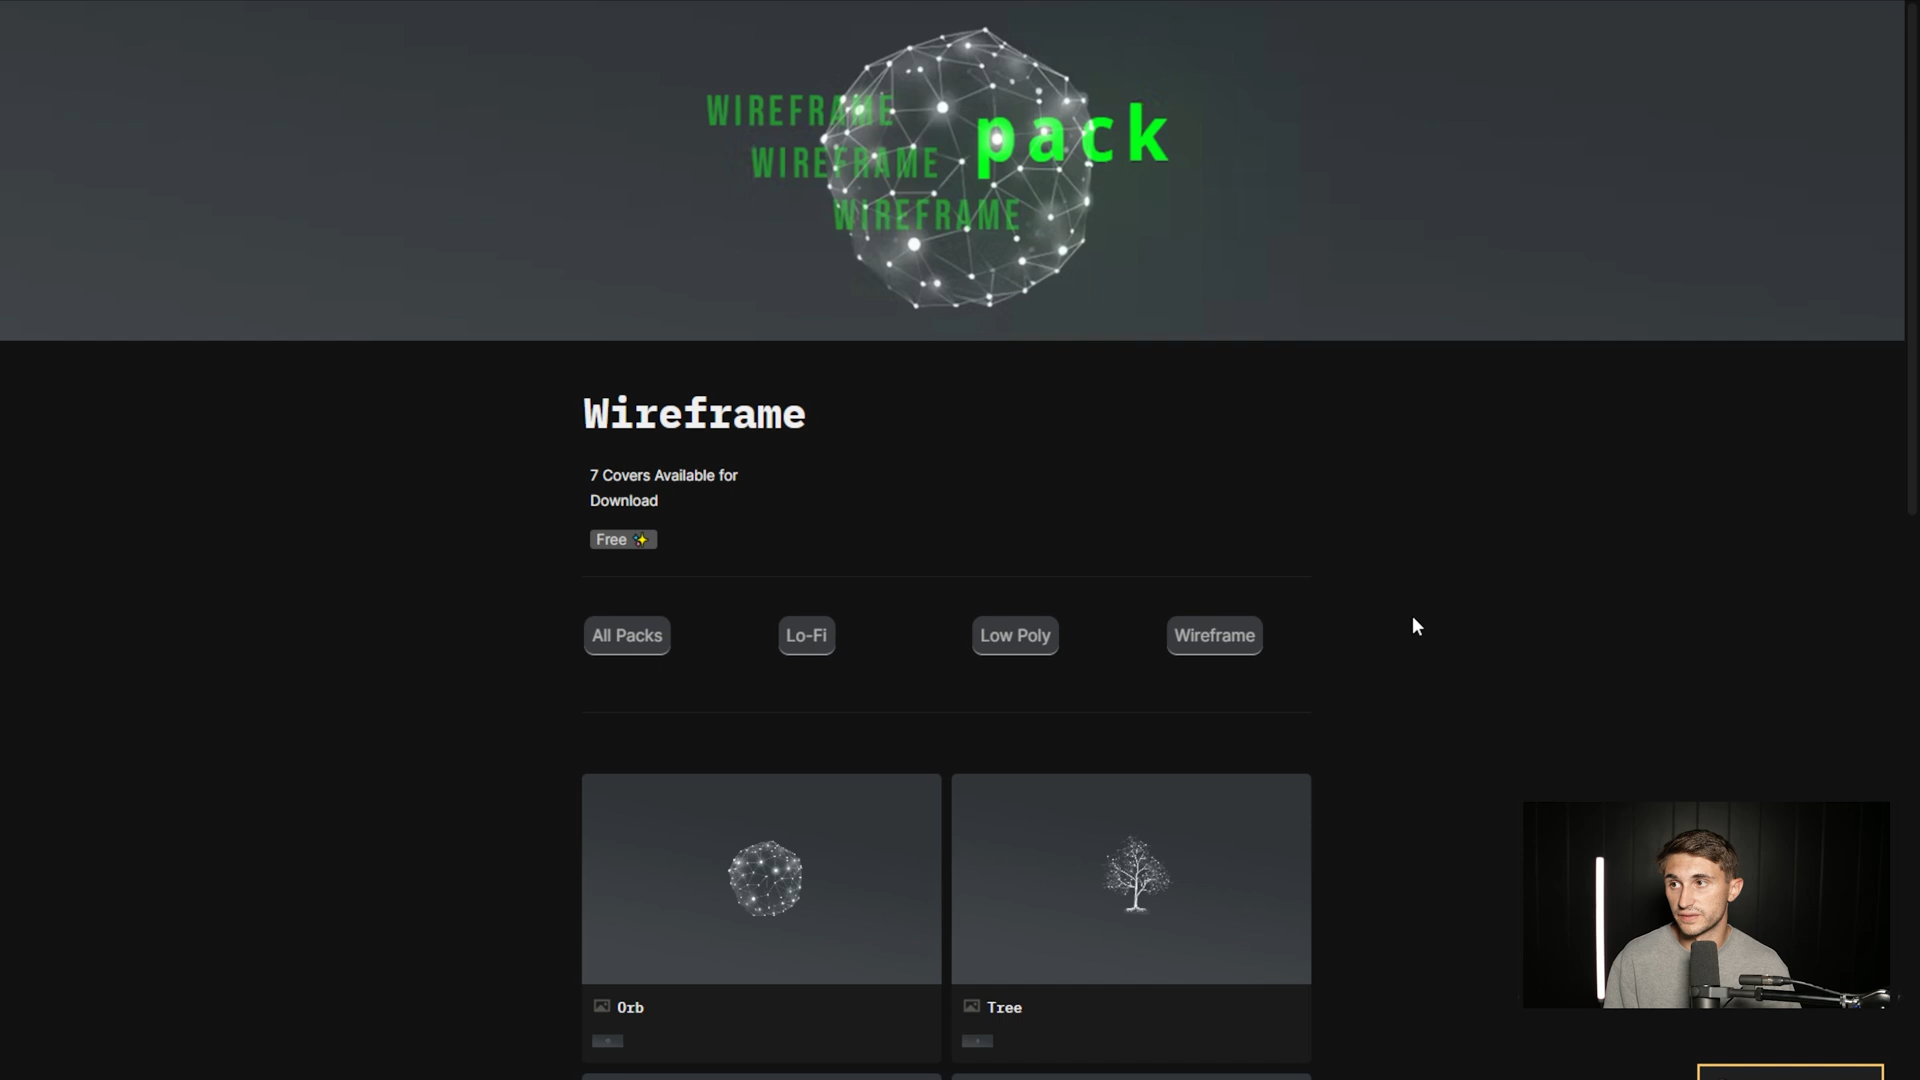 WIREFRAME
pack
WIREFRAME
WIREFRAME
Wireframe
7 Covers Available for
Download
Free ✨
All Packs
Lo-Fi
Low Poly
Wireframe
Orb
Tree